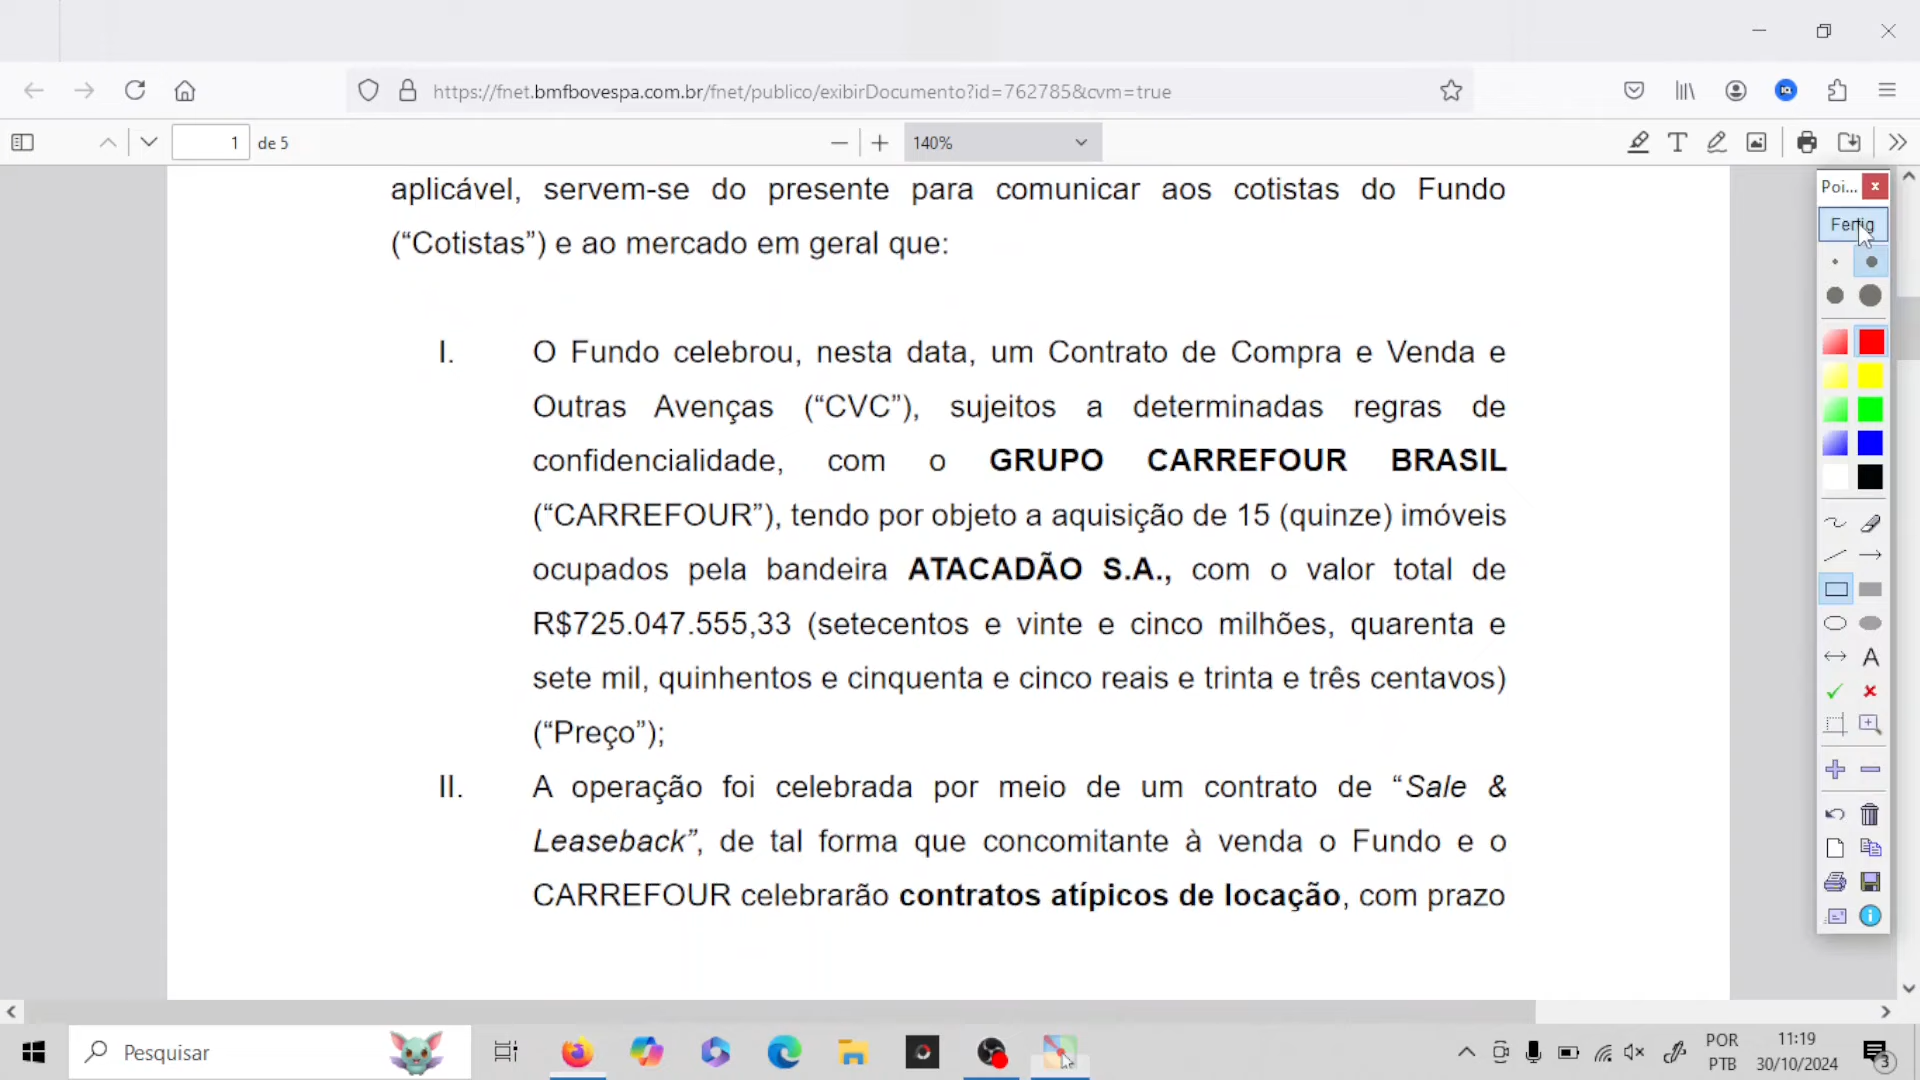 https://fnet.bmfbovespa.com.br/fnet/publico/exibirDocumento?id=762785&cvm=true
1 de 5
140%
aplicável, servem-se do presente para comunicar aos cotistas do Fundo
(“Cotistas”) e ao mercado em geral que:
I. O Fundo celebrou, nesta data, um Contrato de Compra e Venda e
Outras Avenças (“CVC”), sujeitos a determinadas regras de
confidencialidade, com o GRUPO CARREFOUR BRASIL
(“CARREFOUR”), tendo por objeto a aquisição de 15 (quinze) imóveis
ocupados pela bandeira ATACADÃO S.A., com o valor total de
R$725.047.555,33 (setecentos e vinte e cinco milhões, quarenta e
sete mil, quinhentos e cinquenta e cinco reais e trinta e três centavos)
(“Preço”);
II. A operação foi celebrada por meio de um contrato de “Sale &
Leaseback”, de tal forma que concomitante à venda o Fundo e o
CARREFOUR celebrarão contratos atípicos de locação, com prazo
Poi...
Fertig
A
Pesquisar
POR
PTB
11:19
30/10/2024
3